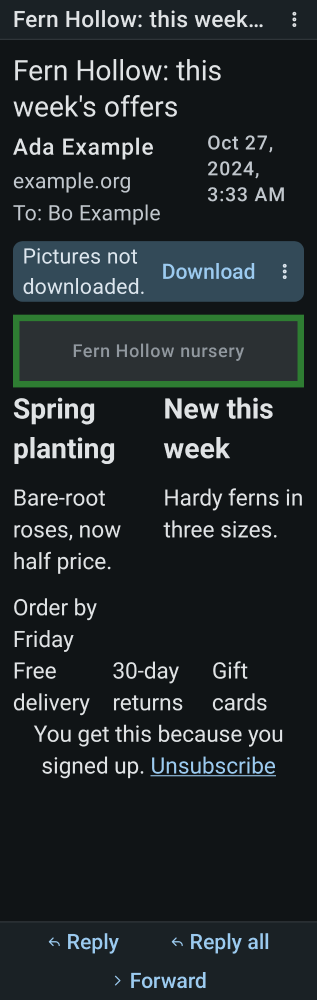 Fern Hollow: this week…
Fern Hollow: this
week's offers
Ada Example
example.org
To: Bo Example
Oct 27,
2024,
3:33 AM
Pictures not
downloaded.
Download
Fern Hollow nursery
Spring
planting
Bare-root
roses, now
half price.
Order by
Friday
New this
week
Hardy ferns in
three sizes.
Free
delivery
30-day
returns
Gift
cards
You get this because you
signed up. Unsubscribe
Reply
Reply all
Forward